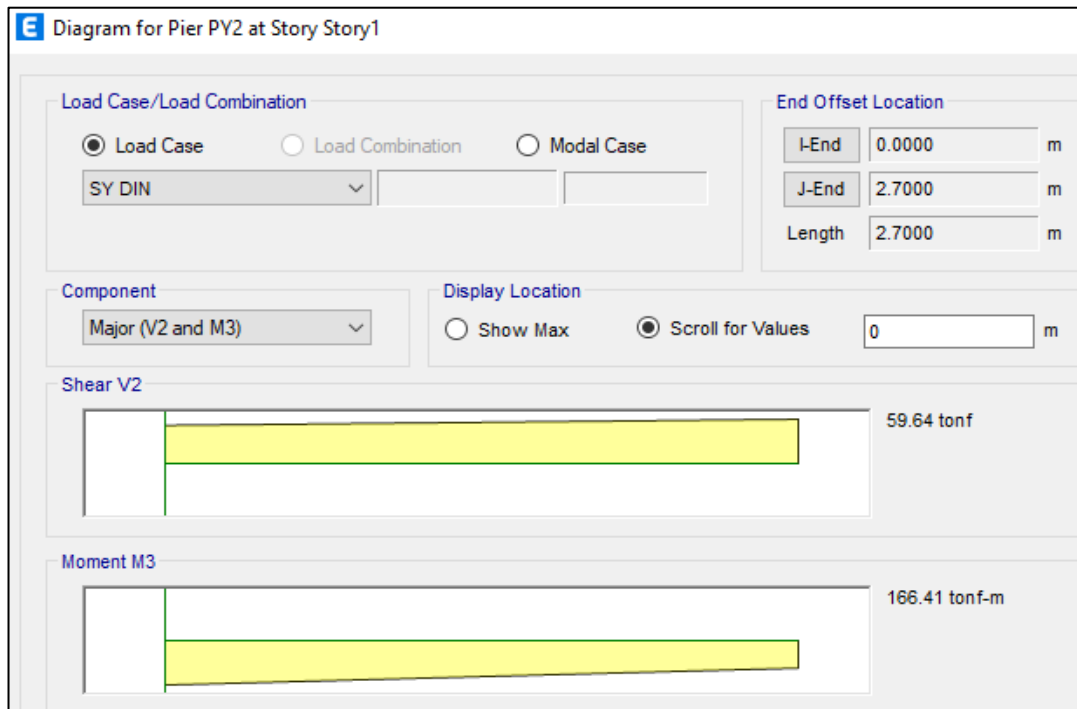 E Diagram for Pier PY2 at Story Story1
Load Case/Load Combination
Load Case Load Combination Modal Case
SY DIN
End Offset Location
I-End 0.0000 m
J-End 2.7000 m
Length 2.7000 m
Component
Major (V2 and M3)
Display Location
Show Max Scroll for Values 0 m
Shear V2
59.64 tonf
Moment M3
166.41 tonf-m